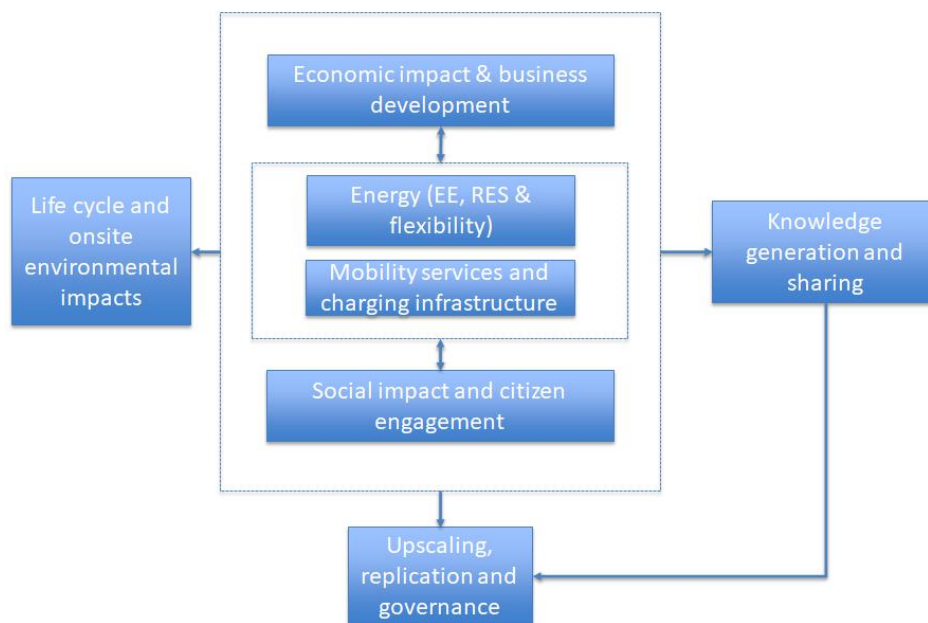 Economic impact & business
development
Energy (EE, RES &
flexibility)
Mobility services and
charging infrastructure
Life cycle and
onsite
environmental
impacts
Knowledge
generation and
sharing
Social impact and citizen
engagement
Upscaling,
replication and
governance